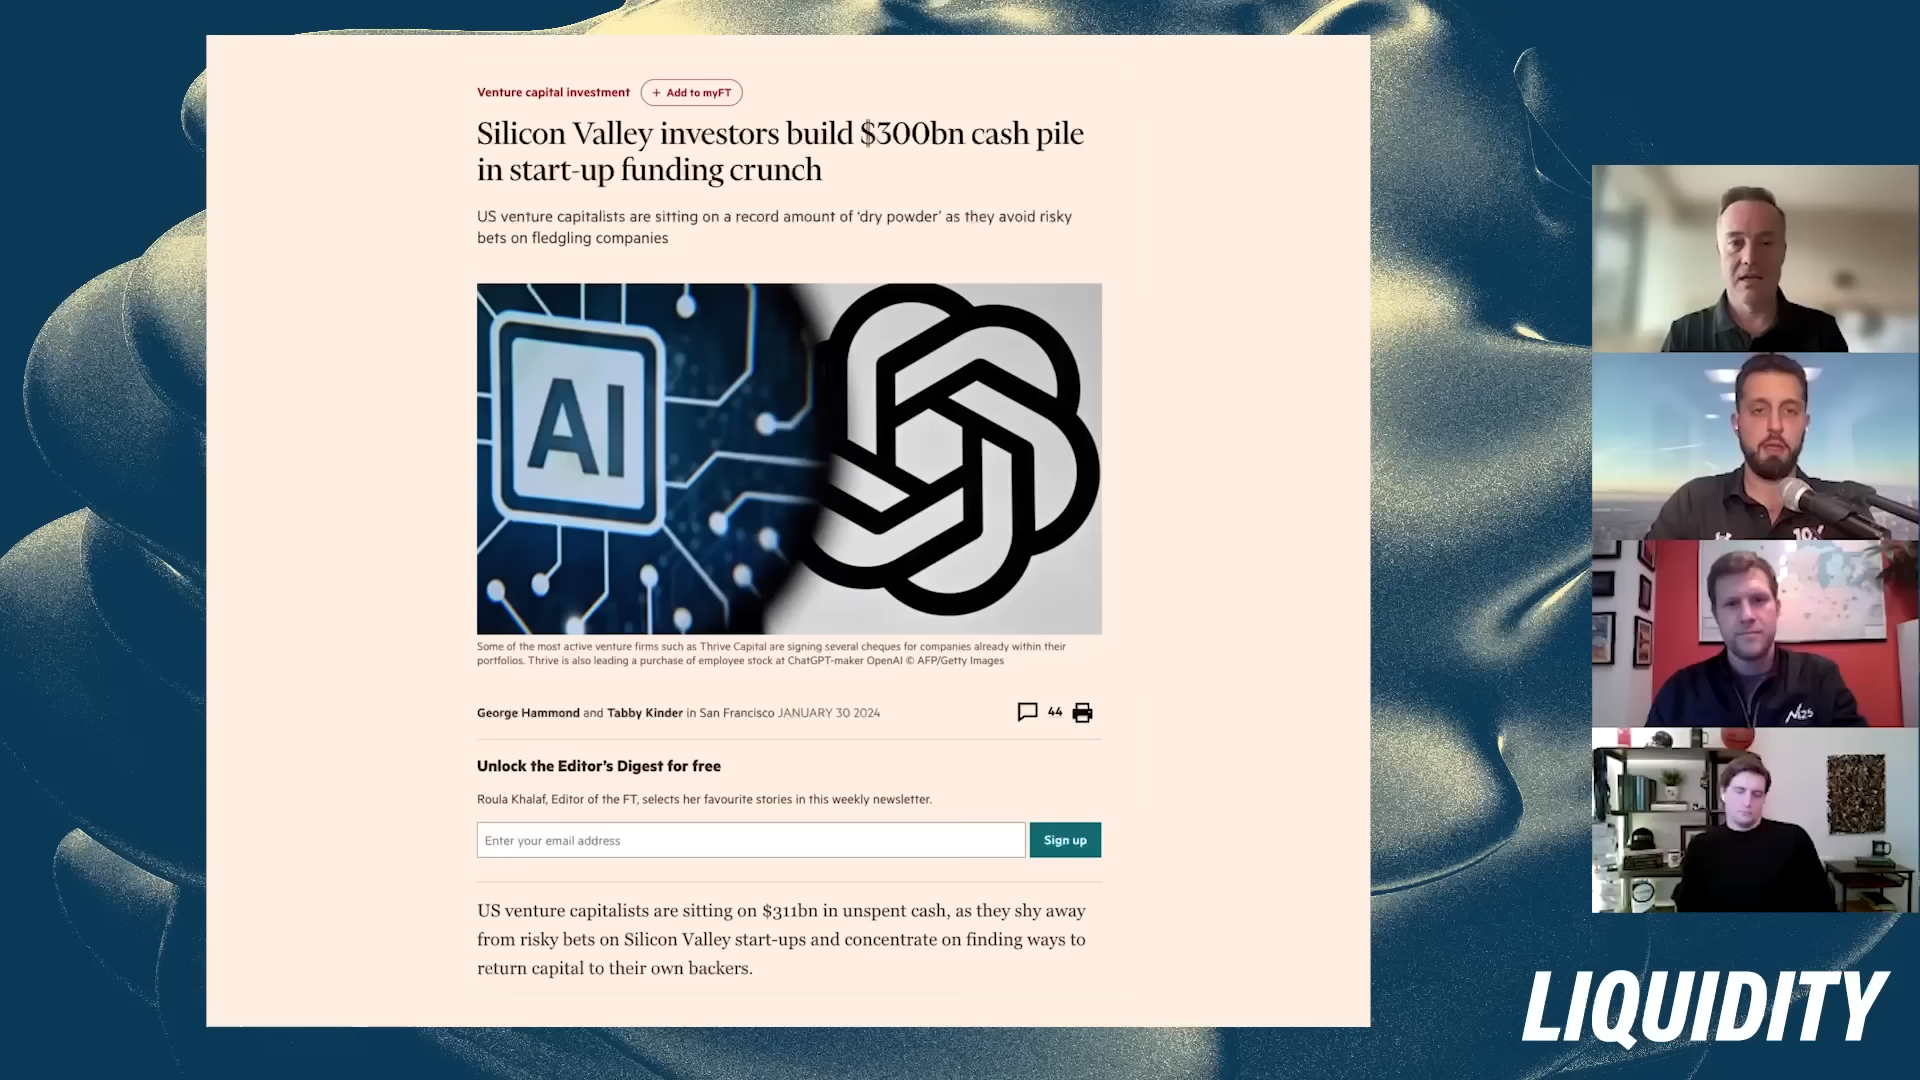 Venture capital investment
+ Add to myFT
Silicon Valley investors build $300bn cash pile
in start-up funding crunch
US venture capitalists are sitting on a record amount of ‘dry powder’ as they avoid risky
bets on fledgling companies
AI
Some of the most active venture firms such as Thrive Capital are signing several cheques for companies already within their
portfolios. Thrive is also leading a purchase of employee stock at ChatGPT-maker OpenAI © AFP/Getty Images
George Hammond and Tabby Kinder in San Francisco JANUARY 30 2024
44
Unlock the Editor’s Digest for free
Roula Khalaf, Editor of the FT, selects her favourite stories in this weekly newsletter.
Enter your email address
Sign up
US venture capitalists are sitting on $311bn in unspent cash, as they shy away
from risky bets on Silicon Valley start-ups and concentrate on finding ways to
return capital to their own backers.
LIQUIDITY